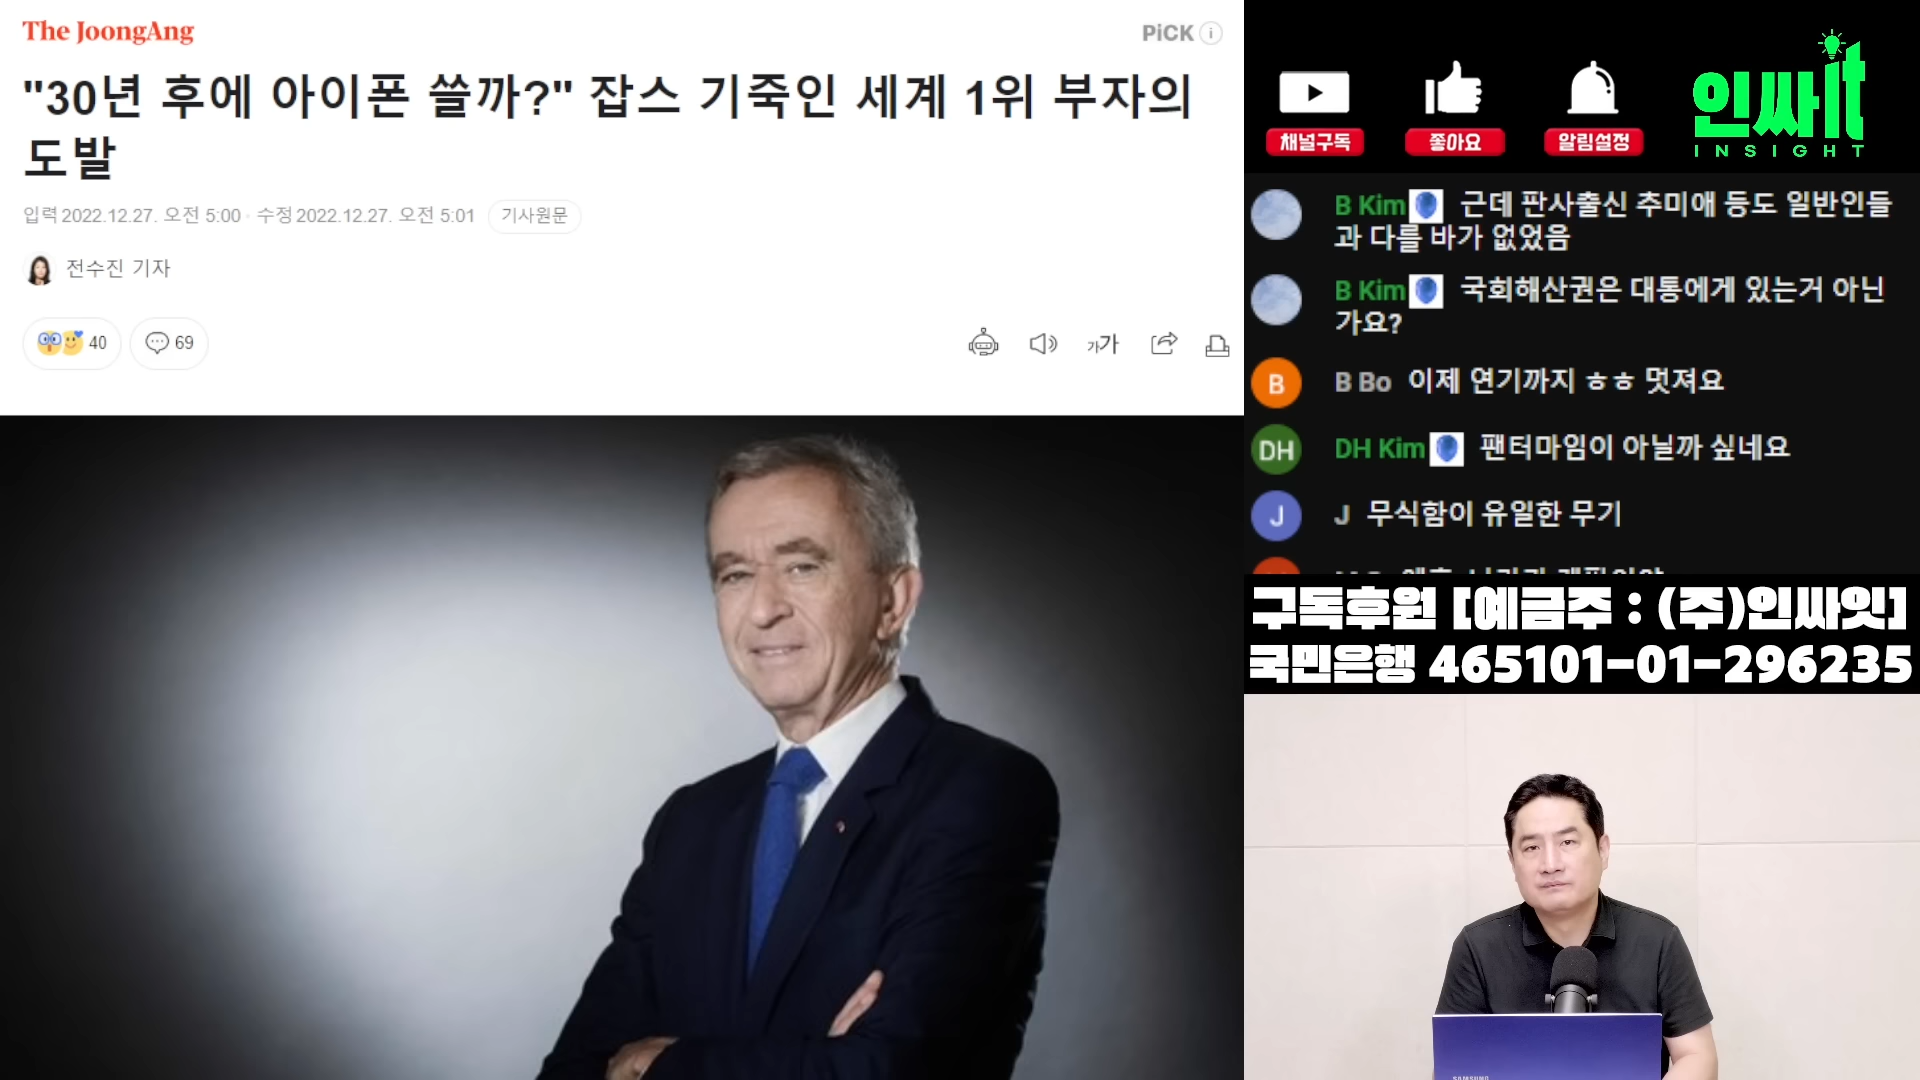 The JoongAng
PiCK
"30년 후에 아이폰 쓸까?" 잡스 기죽인 세계 1위 부자의
도발
입력 2022.12.27. 오전 5:00 · 수정 2022.12.27. 오전 5:01 기사원문
전수진 기자
40 69
가가
채널구독 좋아요 알림설정
인싸it
INSIGHT
B Kim 근데 판사출신 추미애 등도 일반인들
과 다를 바가 없었음
B Kim 국회해산권은 대통에게 있는거 아닌
가요?
B B Bo 이제 연기까지 ㅎㅎ 멋져요
DH DH Kim 팬터마임이 아닐까 싶네요
J J 무식함이 유일한 무기
구독후원 [예금주 : (주)인싸잇]
국민은행 465101-01-296235
SAMSUNG